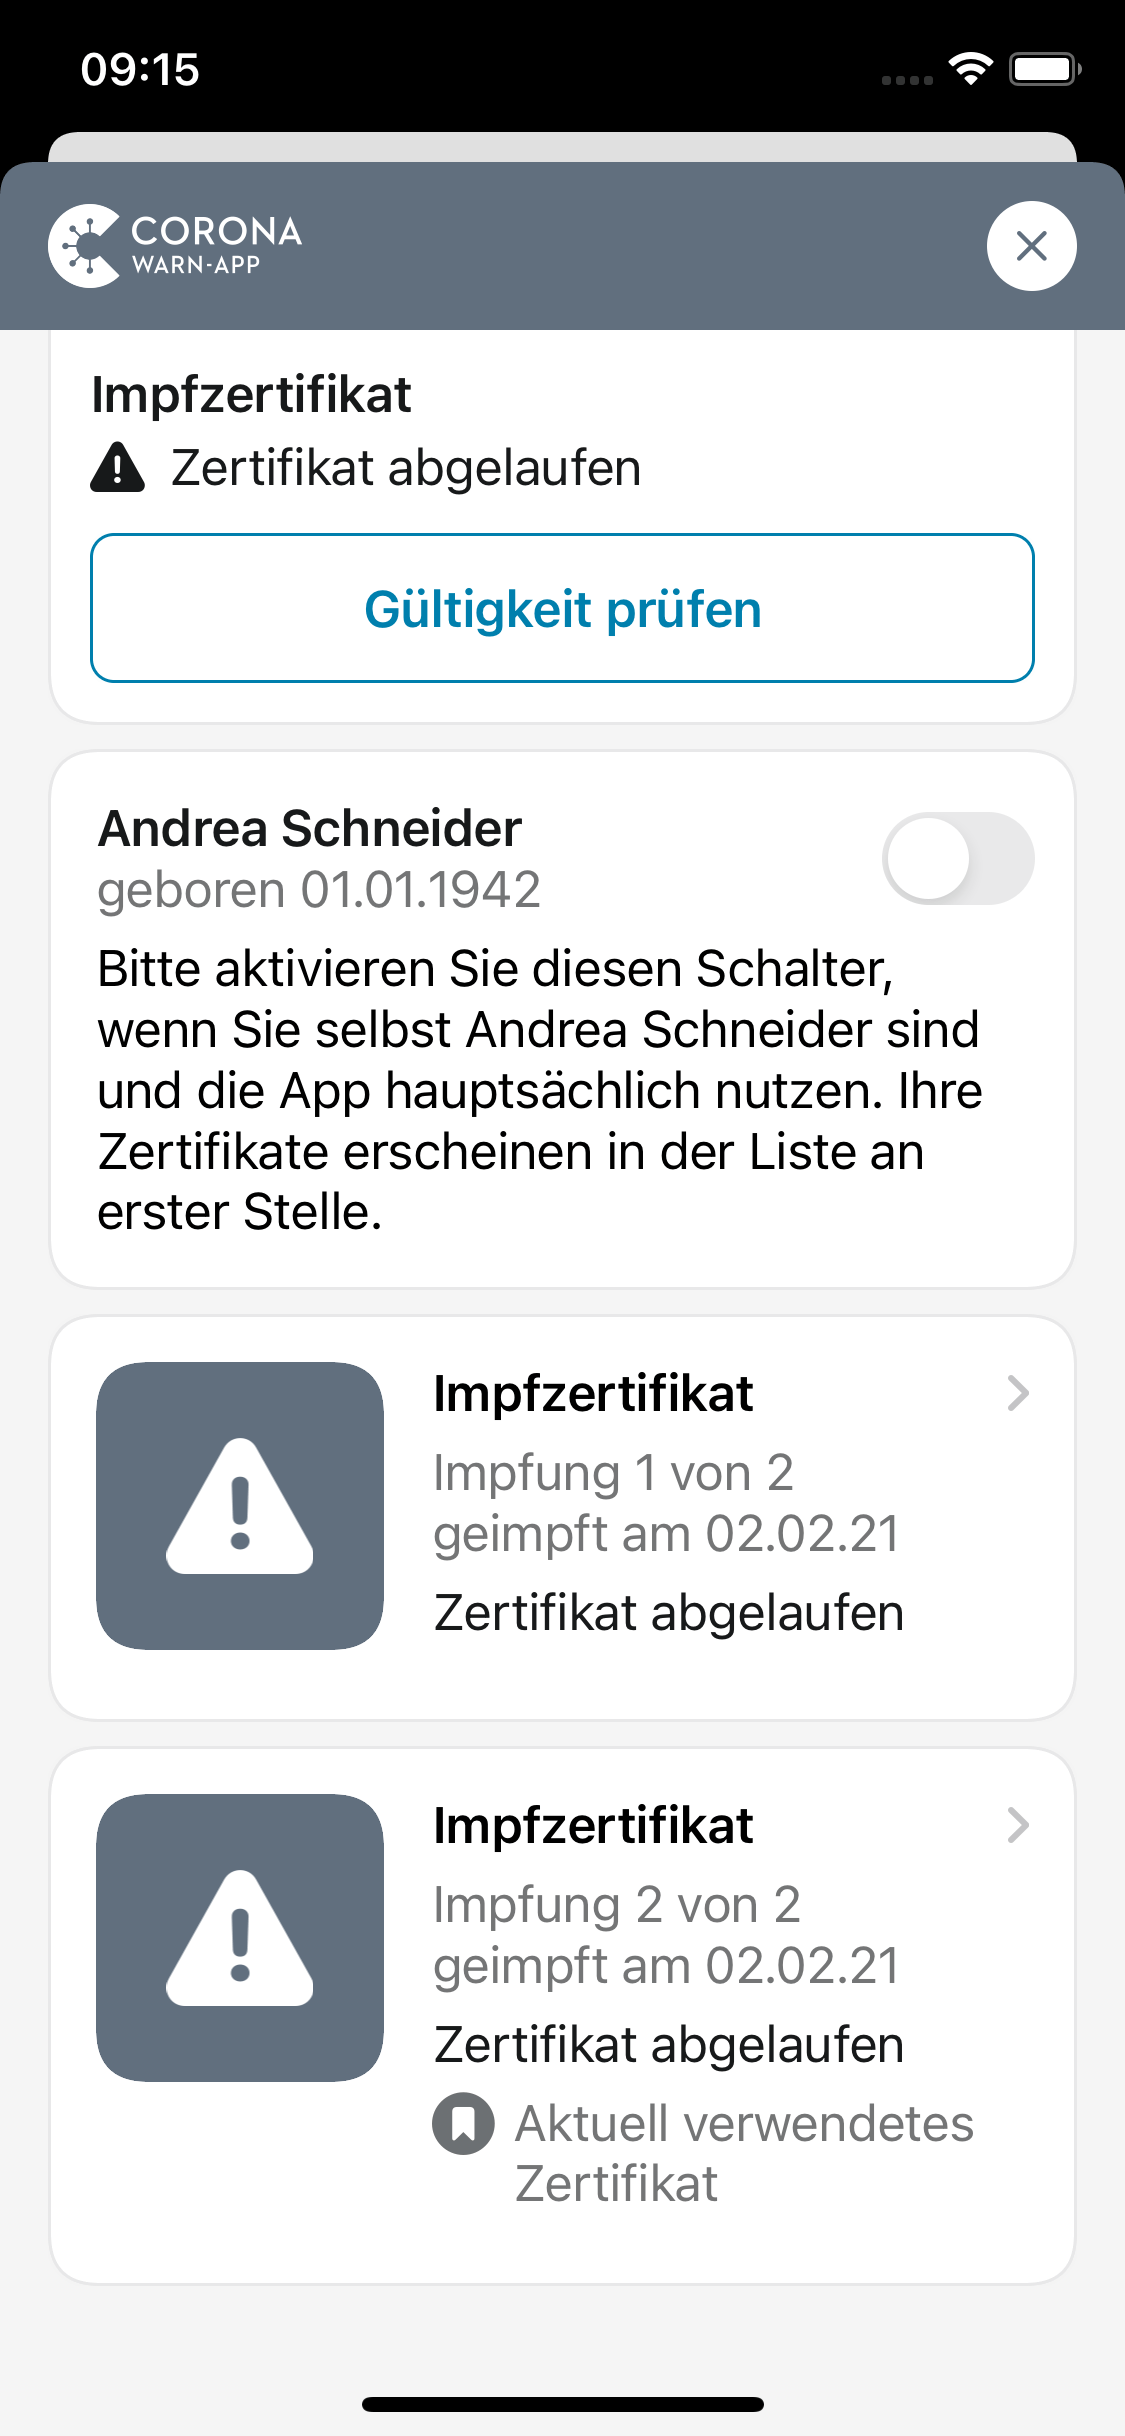 09:15
CORONA
WARN-APP
Impfzertifikat
Zertifikat abgelaufen
Gültigkeit prüfen
Andrea Schneider
geboren 01.01.1942
Bitte aktivieren Sie diesen Schalter,
wenn Sie selbst Andrea Schneider sind
und die App hauptsächlich nutzen. Ihre
Zertifikate erscheinen in der Liste an
erster Stelle.
Impfzertifikat
Impfung 1 von 2
geimpft am 02.02.21
Zertifikat abgelaufen
Impfzertifikat
Impfung 2 von 2
geimpft am 02.02.21
Zertifikat abgelaufen
Aktuell verwendetes
Zertifikat